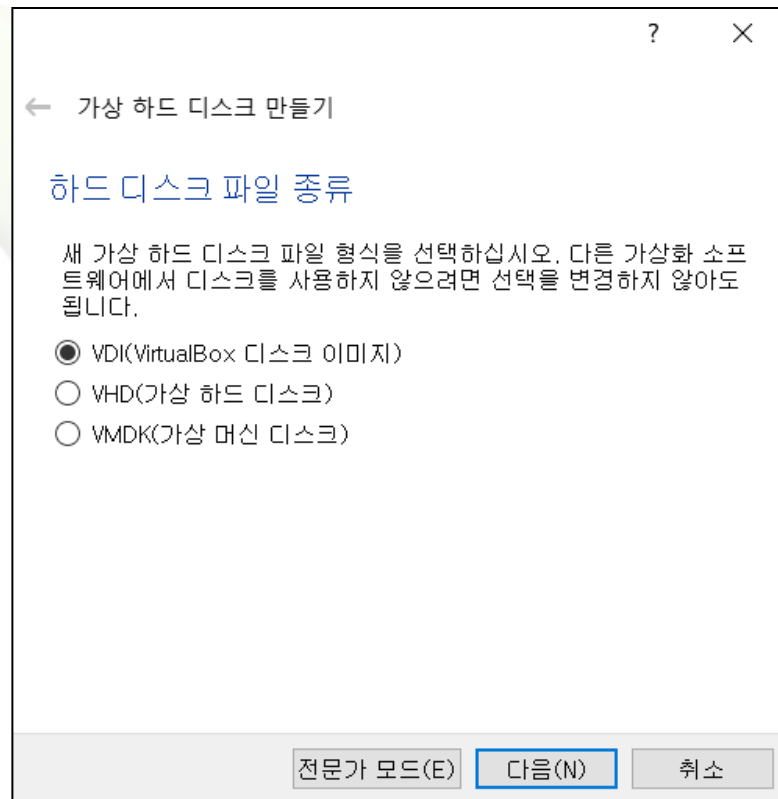 ?
가상 하드 디스크 만들기
하드 디스크 파일 종류
새 가상 하드 디스크 파일 형식을 선택하십시오. 다른 가상화 소프
트웨어에서 디스크를 사용하지 않으려면 선택을 변경하지 않아도
됩니다.
VDI(VirtualBox 디스크 이미지)
VHD(가상 하드 디스크)
VMDK(가상 머신 디스크)
전문가 모드(E) 다음(N) 취소